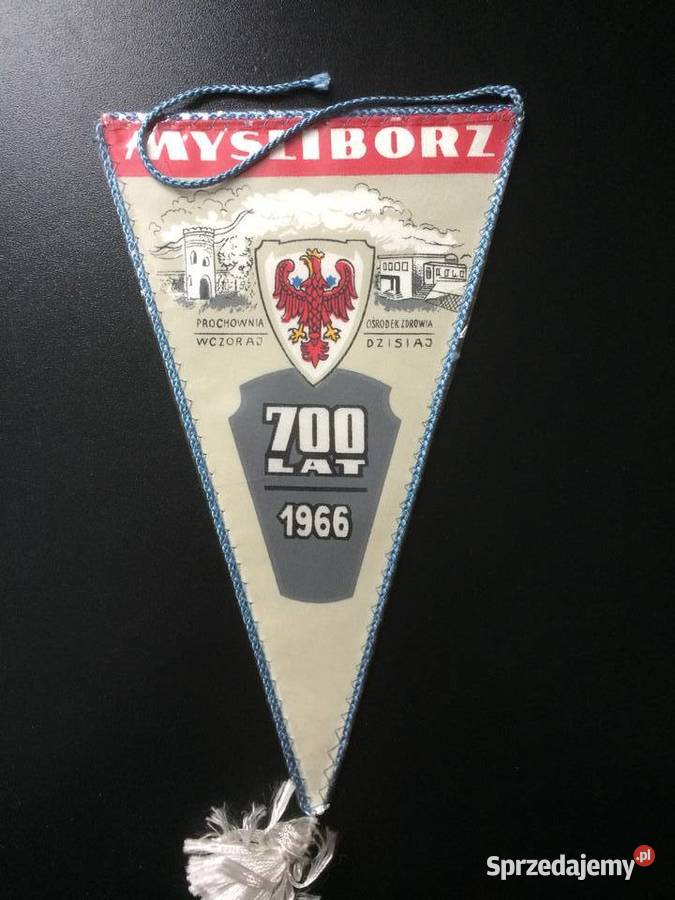 MYSLIBORZ
PROCHOWNIA
WCZORAJ
OŚRODEK ZDROWIA
DZISIAJ
700
LAT
1966
Sprzedajemy.pl